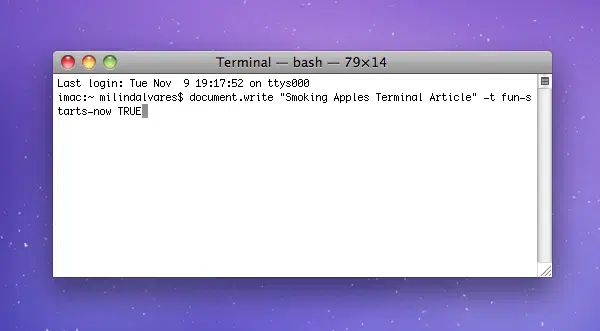 Terminal — bash — 79×14
Last login: Tue Nov  9 19:17:52 on ttys000
imac:~ milindalvares$ document.write "Smoking Apples Terminal Article" -t fun-s
tarts-now TRUE